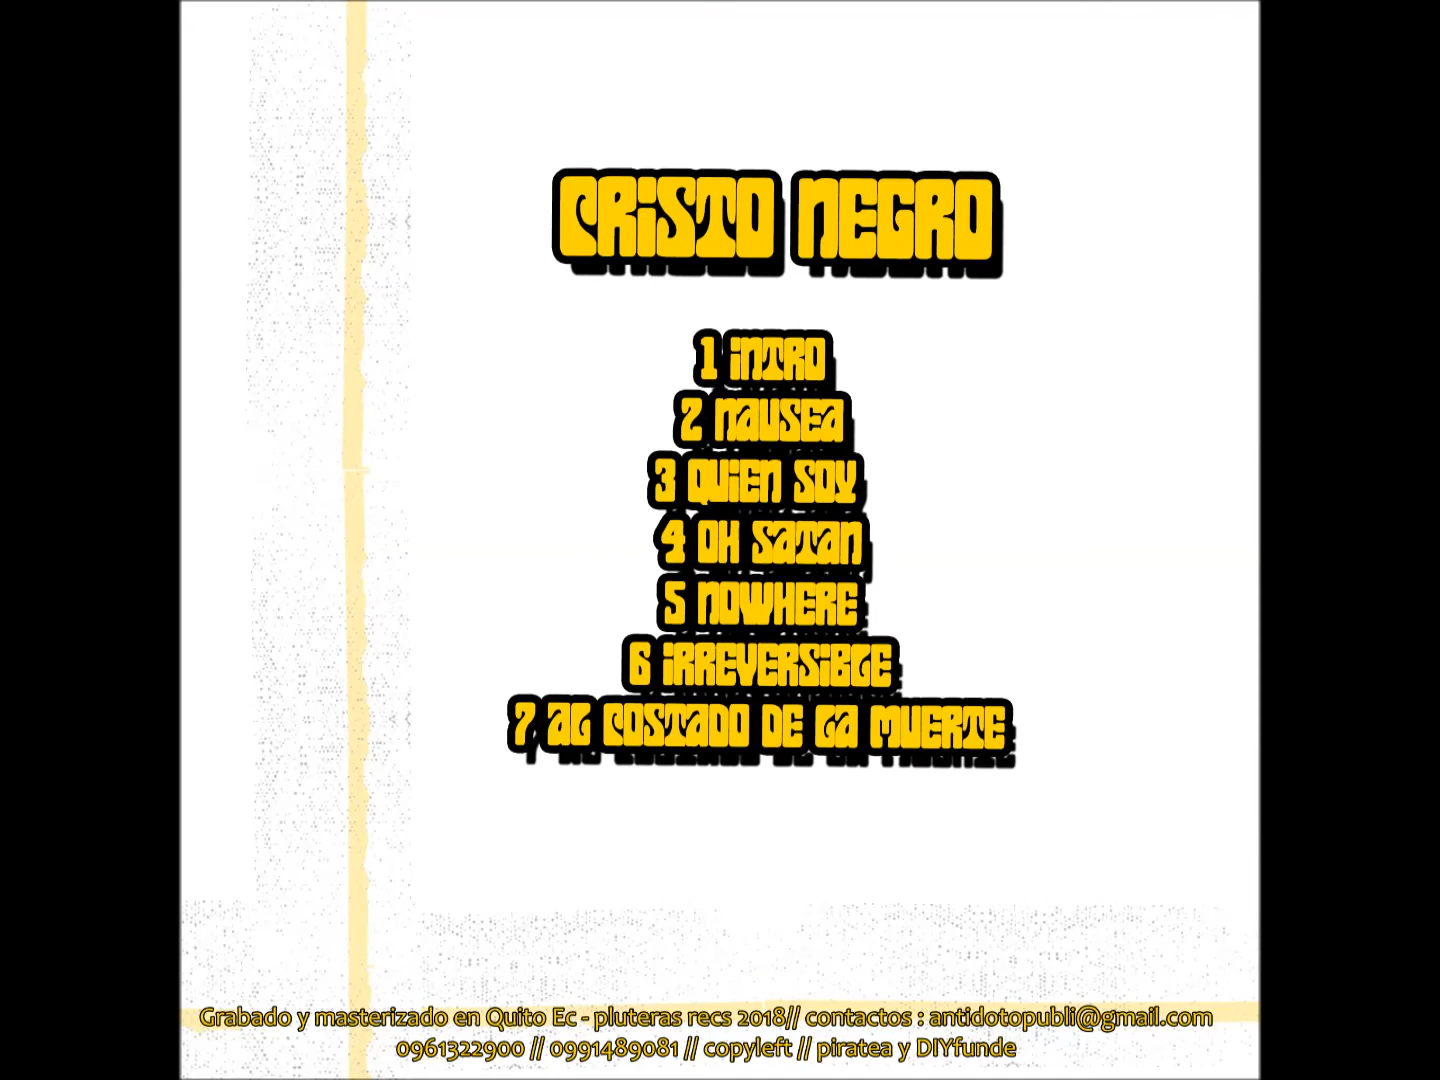 CRiSTO NEGRO
1 iNTRO
2 NaUSEa
3 QUiEN SOY
4 OH SaTaN
5 NOWHERE
6 iRREVERSiBLE
7 aL COSTaDO DE La MUERTE
Grabado y masterizado en Quito Ec - pluteras recs 2018// contactos : antidotopubli@gmail.com
0961322900 // 0991489081 // copyleft // piratea y DIYfunde